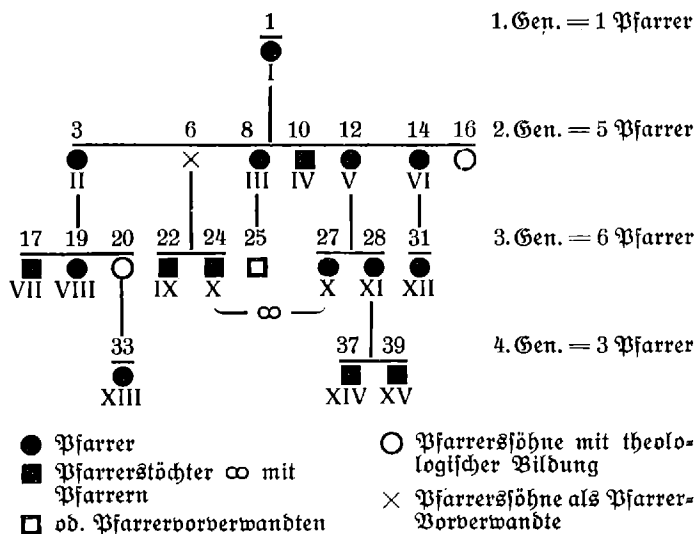 1
1. Gen. = 1 Pfarrer
I
3 6 8 10 12 14 16
2. Gen. = 5 Pfarrer
II III IV V VI
17 19 20 22 24 25 27 28 31
3. Gen. = 6 Pfarrer
VII VIII IX X X XI XII
∞
33 37 39
4. Gen. = 3 Pfarrer
XIII XIV XV
Pfarrer
Pfarrerstöchter ∞ mit
Pfarrern
od. Pfarrervorverwandten
Pfarrerssöhne mit theolo-
logischer Bildung
Pfarrerssöhne als Pfarrer-
Vorverwandte